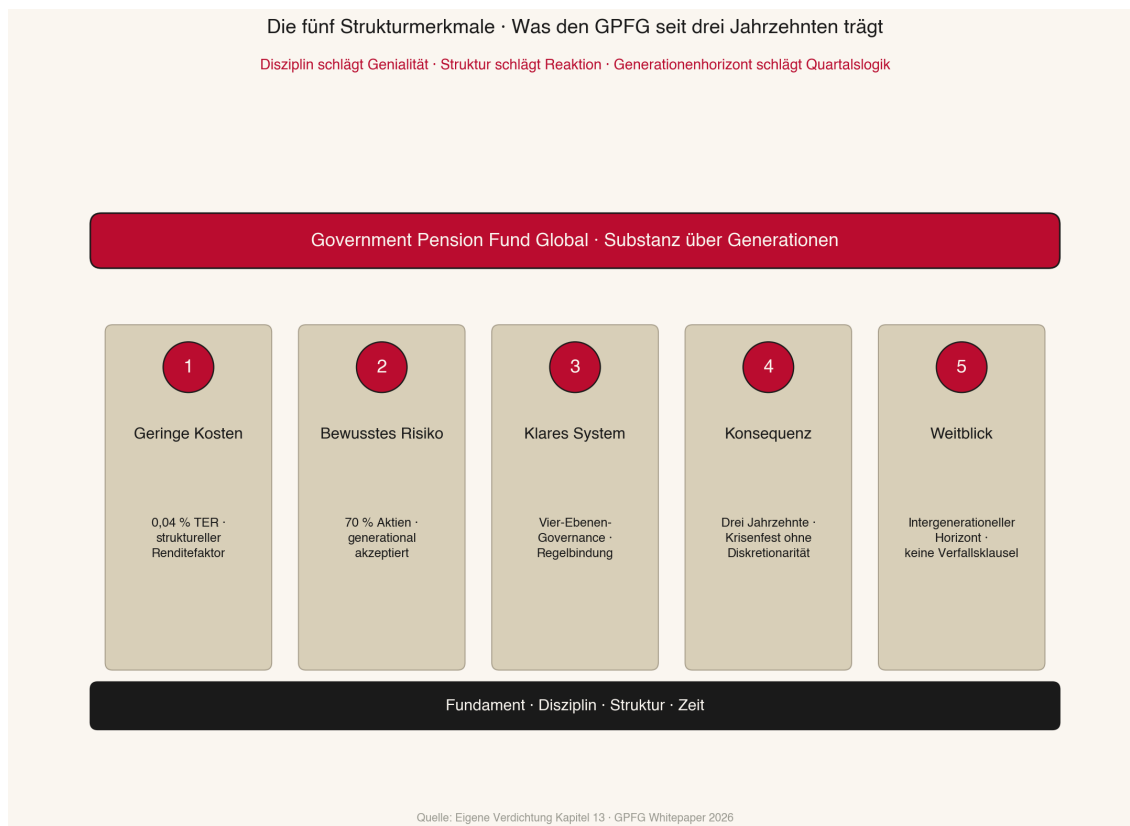 Die fünf Strukturmerkmale · Was den GPFG seit drei Jahrzehnten trägt
Disziplin schlägt Genialität · Struktur schlägt Reaktion · Generationenhorizont schlägt Quartalslogik
Government Pension Fund Global · Substanz über Generationen
1
Geringe Kosten
0,04 % TER ·
struktureller
Renditefaktor
2
Bewusstes Risiko
70 % Aktien ·
generational
akzeptiert
3
Klares System
Vier-Ebenen-
Governance ·
Regelbindung
4
Konsequenz
Drei Jahrzehnte ·
Krisenfest ohne
Diskretionarität
5
Weitblick
Intergenerationeller
Horizont ·
keine Verfallsklausel
Fundament · Disziplin · Struktur · Zeit
Quelle: Eigene Verdichtung Kapitel 13 · GPFG Whitepaper 2026